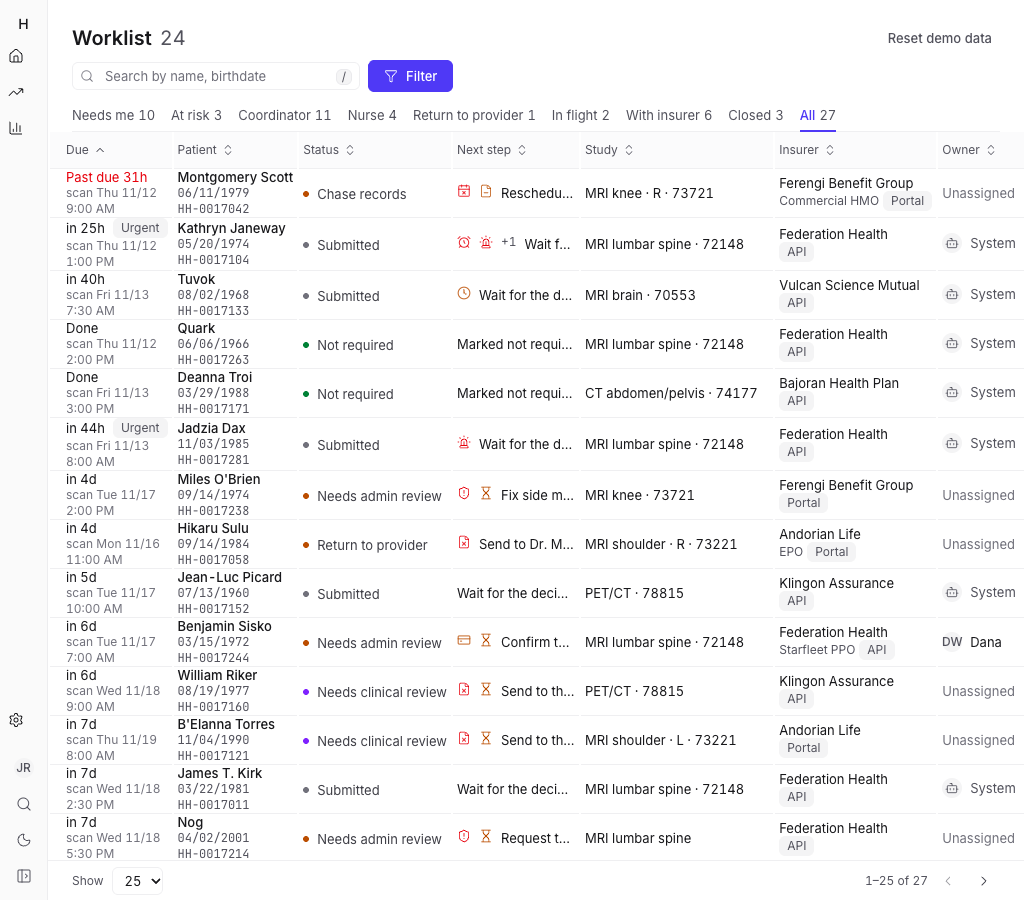 H
Worklist 24
Reset demo data
Search by name, birthdate /
Filter
Needs me 10 At risk 3 Coordinator 11 Nurse 4 Return to provider 1 In flight 2 With insurer 6 Closed 3 All 27
Due Patient Status Next step Study Insurer Owner
Past due 31h
scan Thu 11/12
9:00 AM
Montgomery Scott
06/11/1979
HH-0017042
Chase records
Reschedu...
MRI knee · R · 73721
Ferengi Benefit Group
Commercial HMO Portal
Unassigned
in 25h Urgent
scan Thu 11/12
1:00 PM
Kathryn Janeway
05/20/1974
HH-0017104
Submitted
+1 Wait f...
MRI lumbar spine · 72148
Federation Health
API
System
in 40h
scan Fri 11/13
7:30 AM
Tuvok
08/02/1968
HH-0017133
Submitted
Wait for the d...
MRI brain · 70553
Vulcan Science Mutual
API
System
Done
scan Thu 11/12
2:00 PM
Quark
06/06/1966
HH-0017263
Not required
Marked not requi...
MRI lumbar spine · 72148
Federation Health
API
System
Done
scan Fri 11/13
3:00 PM
Deanna Troi
03/29/1988
HH-0017171
Not required
Marked not requi...
CT abdomen/pelvis · 74177
Bajoran Health Plan
API
System
in 44h Urgent
scan Fri 11/13
8:00 AM
Jadzia Dax
11/03/1985
HH-0017281
Submitted
Wait for the d...
MRI lumbar spine · 72148
Federation Health
API
System
in 4d
scan Tue 11/17
2:00 PM
Miles O'Brien
09/14/1974
HH-0017238
Needs admin review
Fix side m...
MRI knee · 73721
Ferengi Benefit Group
Portal
Unassigned
in 4d
scan Mon 11/16
11:00 AM
Hikaru Sulu
09/14/1984
HH-0017058
Return to provider
Send to Dr. M...
MRI shoulder · R · 73221
Andorian Life
EPO Portal
Unassigned
in 5d
scan Tue 11/17
10:00 AM
Jean-Luc Picard
07/13/1960
HH-0017152
Submitted
Wait for the deci...
PET/CT · 78815
Klingon Assurance
API
System
in 6d
scan Tue 11/17
7:00 AM
Benjamin Sisko
03/15/1972
HH-0017244
Needs admin review
Confirm t...
MRI lumbar spine · 72148
Federation Health
Starfleet PPO API
DW Dana
in 6d
scan Wed 11/18
9:00 AM
William Riker
08/19/1977
HH-0017160
Needs clinical review
Send to th...
PET/CT · 78815
Klingon Assurance
API
Unassigned
in 7d
scan Thu 11/19
8:00 AM
B'Elanna Torres
11/04/1990
HH-0017121
Needs clinical review
Send to th...
MRI shoulder · L · 73221
Andorian Life
Portal
Unassigned
in 7d
scan Wed 11/18
2:30 PM
James T. Kirk
03/22/1981
HH-0017011
Submitted
Wait for the deci...
MRI lumbar spine · 72148
Federation Health
API
System
in 7d
scan Wed 11/18
5:30 PM
Nog
04/02/2001
HH-0017214
Needs admin review
Request t...
MRI lumbar spine
Federation Health
API
Unassigned
JR
Show 25
1–25 of 27